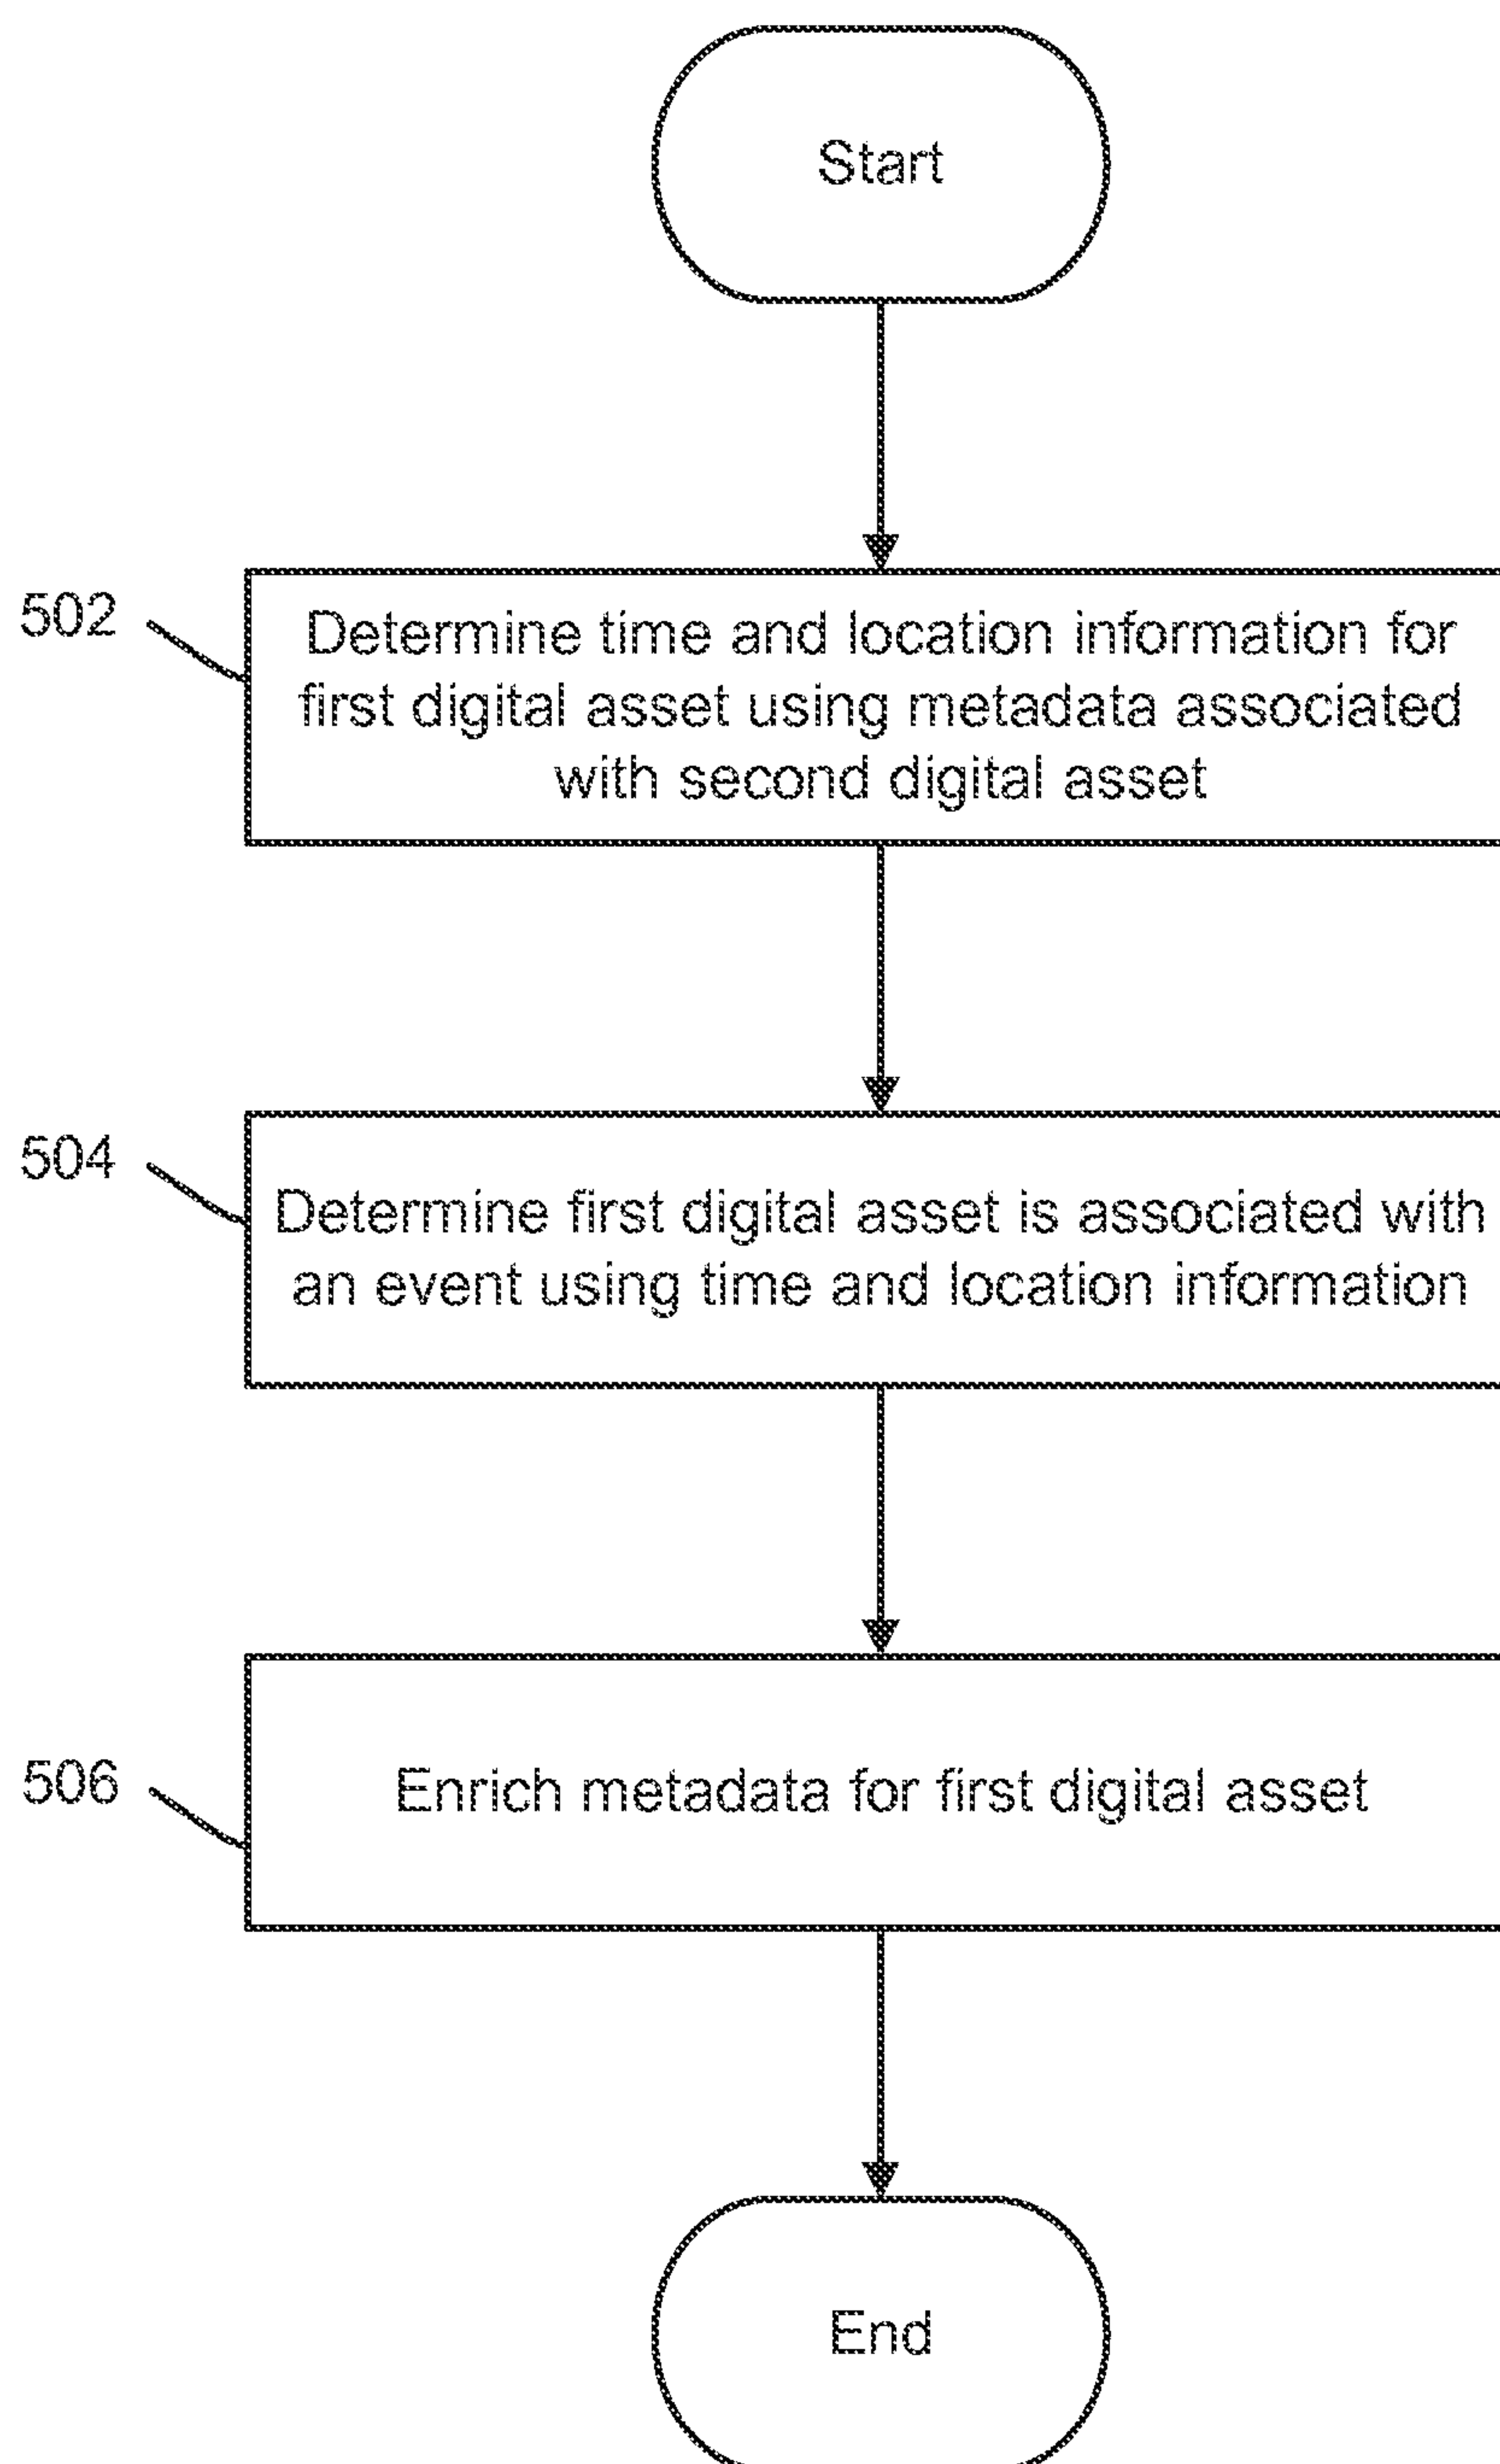 Start
502
Determine time and location information for
first digital asset using metadata associated
with second digital asset
504
Determine first digital asset is associated with
an event using time and location information
506
Enrich metadata for first digital asset
End